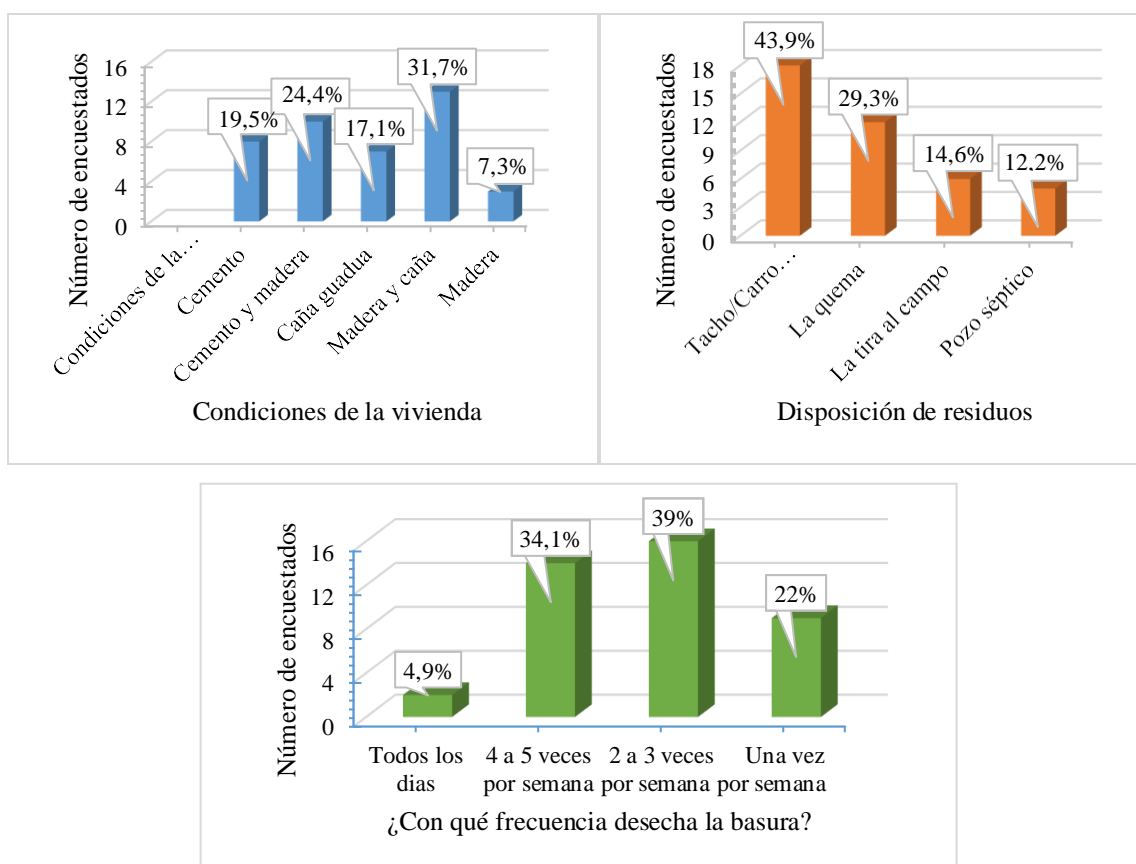 Número de encuestados
16
12
8
4
0
19,5%
24,4%
17,1%
31,7%
7,3%
Condiciones de la…
Cemento
Cemento y madera
Caña guadua
Madera y caña
Madera
Condiciones de la vivienda
Número de encuestados
18
15
12
9
6
3
0
43,9%
29,3%
14,6%
12,2%
Tacho/Carro…
La quema
La tira al campo
Pozo séptico
Disposición de residuos
Número de encuestados
16
12
8
4
0
4,9%
34,1%
39%
22%
Todos los
dias
4 a 5 veces
por semana
2 a 3 veces
por semana
Una vez
por semana
¿Con qué frecuencia desecha la basura?